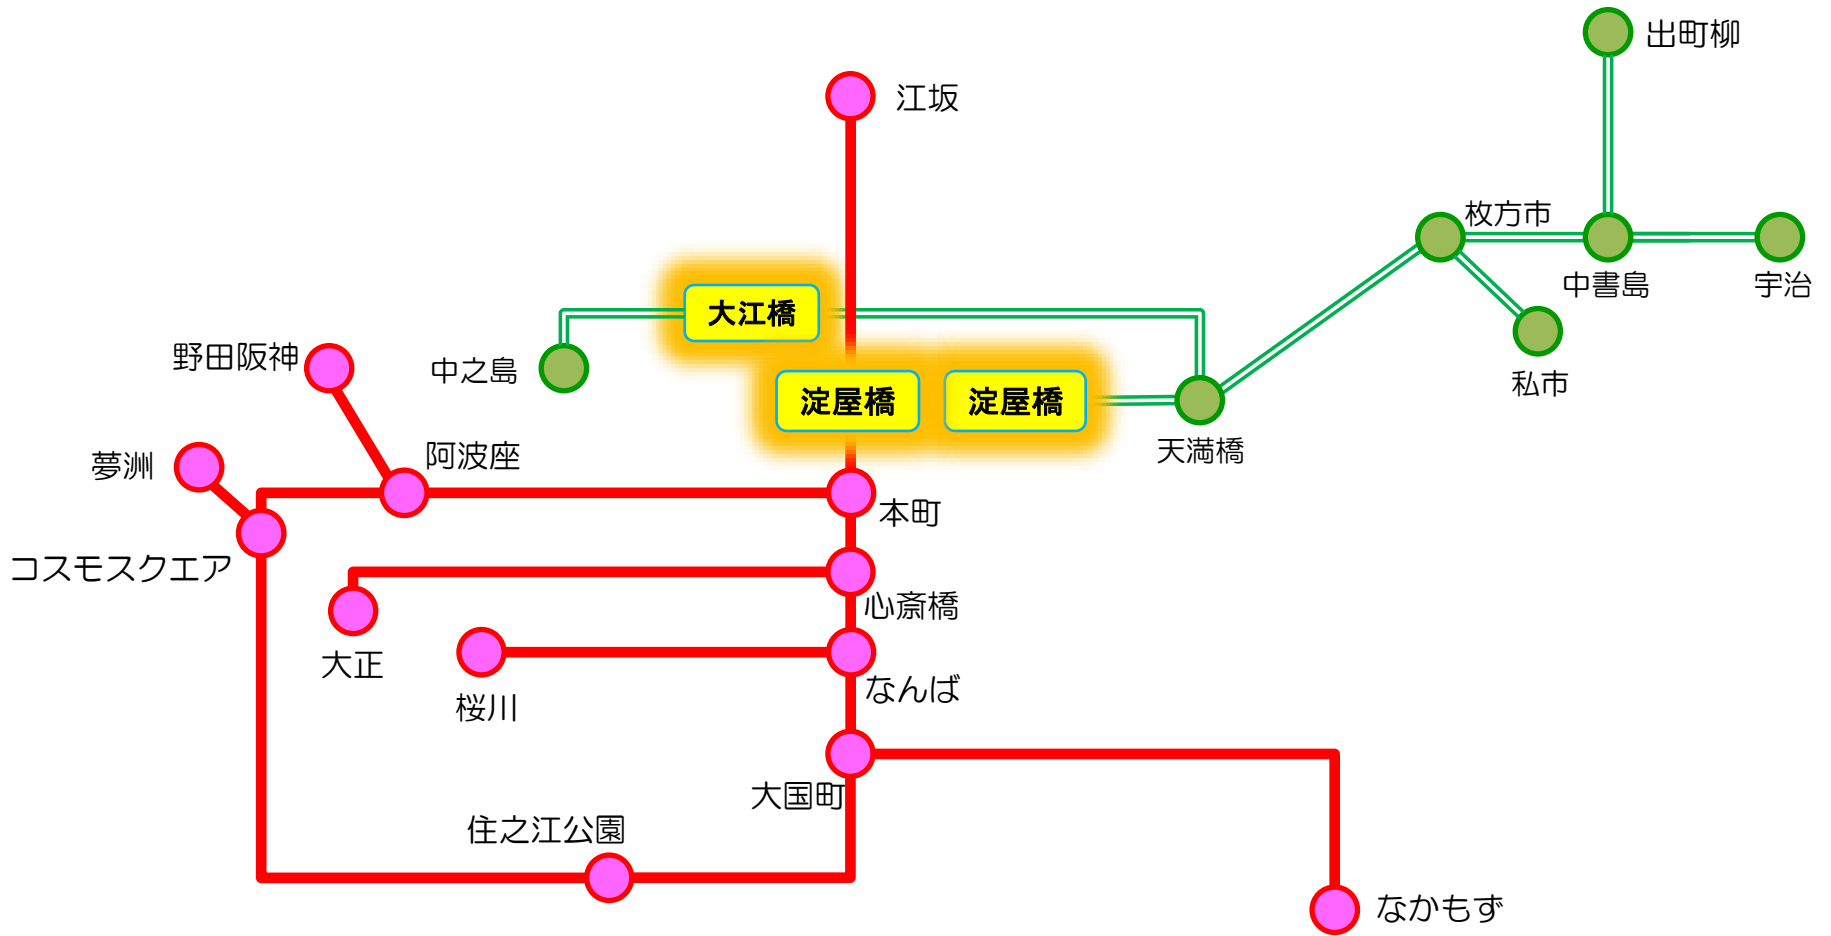 出町柳
江坂
枚方市
中書島
宇治
大江橋
野田阪神
中之島
私市
淀屋橋
淀屋橋
天満橋
阿波座
夢洲
本町
コスモスクエア
心斎橋
大正
なんば
桜川
大国町
住之江公園
なかもず